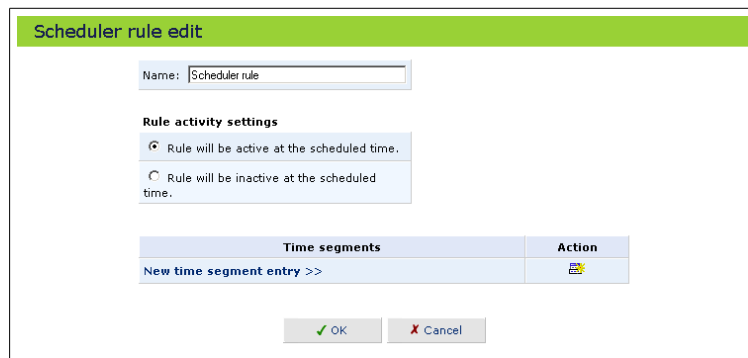 Scheduler rule edit
Name: Scheduler rule
Rule activity settings
Rule will be active at the scheduled time.
Rule will be inactive at the scheduled
time.
Time segments Action
New time segment entry >>
OK Cancel